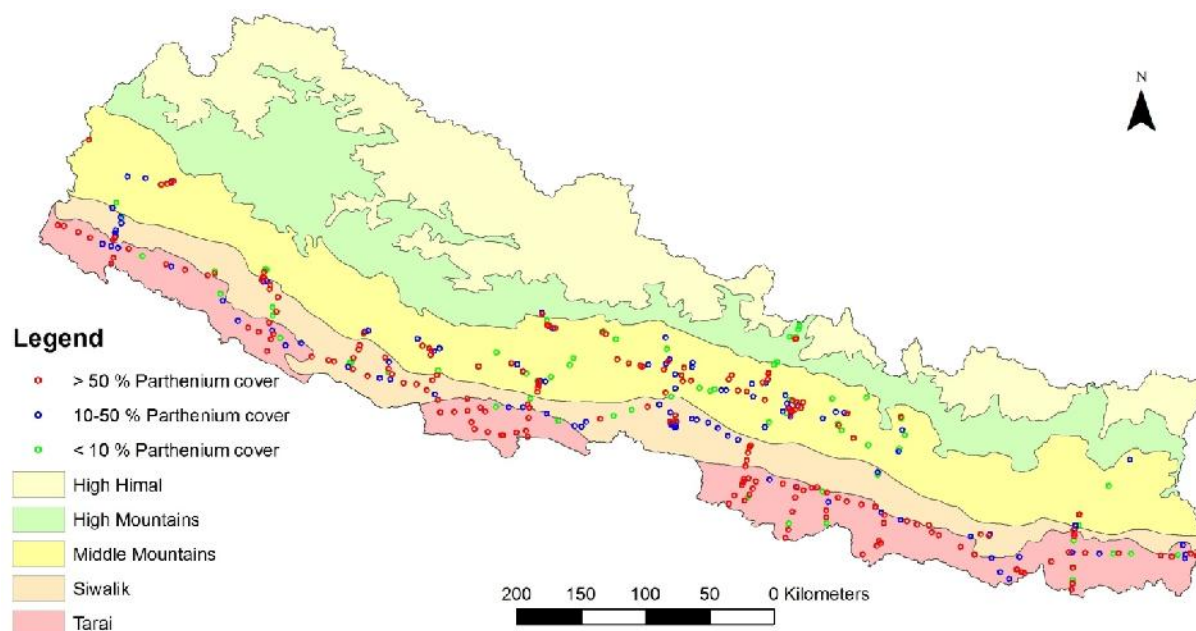 N
Legend
> 50 % Parthenium cover
10-50 % Parthenium cover
< 10 % Parthenium cover
High Himal
High Mountains
Middle Mountains
Siwalik
Tarai
200 150 100 50 0 Kilometers